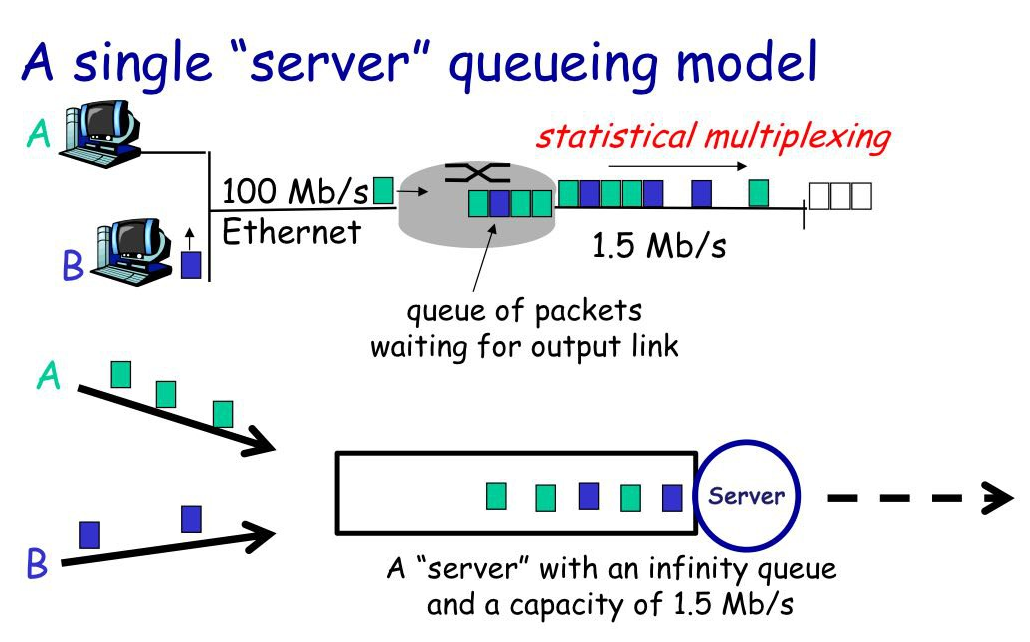 A single “server” queueing model
A
statistical multiplexing
100 Mb/s
Ethernet
1.5 Mb/s
B
queue of packets
waiting for output link
A
Server
B
A “server” with an infinity queue
and a capacity of 1.5 Mb/s